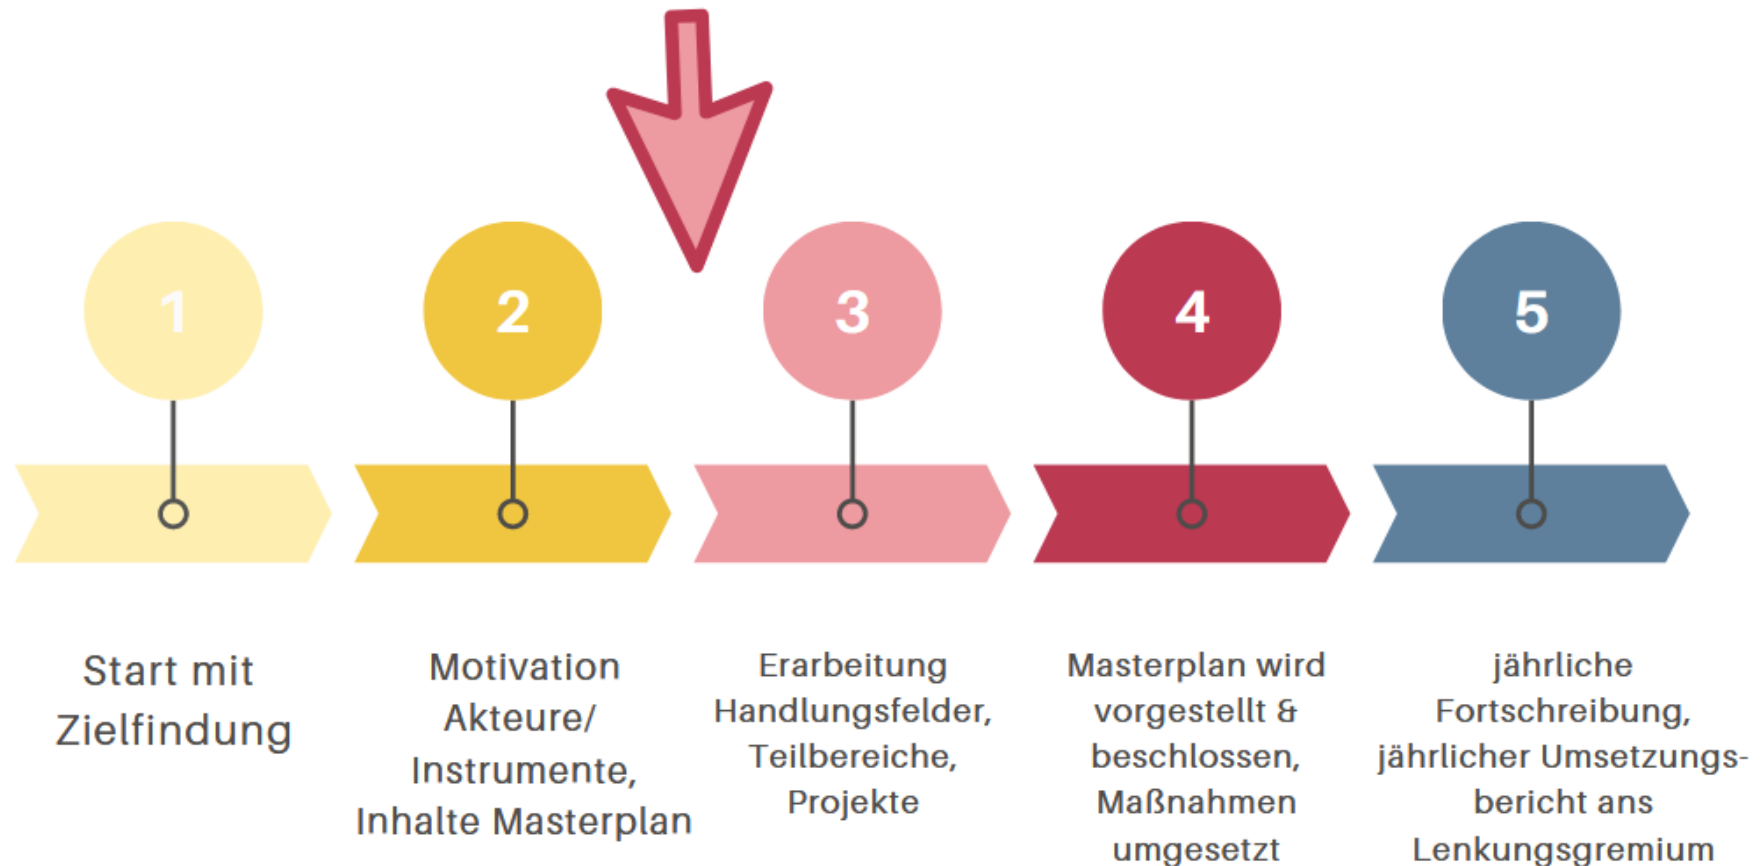 1
2
3
4
5
Start mit
Zielfindung
Motivation
Akteure/
Instrumente,
Inhalte Masterplan
Erarbeitung
Handlungsfelder,
Teilbereiche,
Projekte
Masterplan wird
vorgestellt &
beschlossen,
Maßnahmen
umgesetzt
jährliche
Fortschreibung,
jährlicher Umsetzungs-
bericht ans
Lenkungsgremium